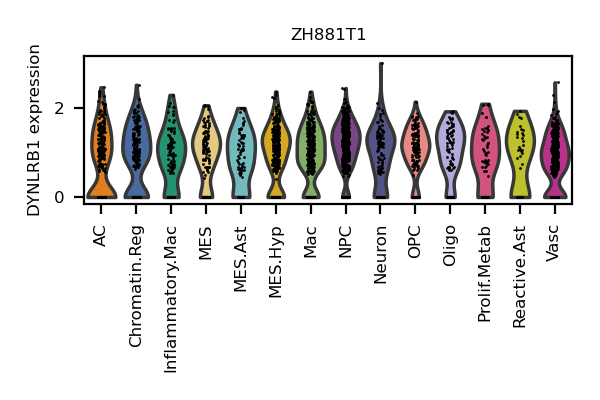 ZH881T1
DYNLRB1 expression
2
0
AC
Chromatin.Reg
Inflammatory.Mac
MES
MES.Ast
MES.Hyp
Mac
NPC
Neuron
OPC
Oligo
Prolif.Metab
Reactive.Ast
Vasc